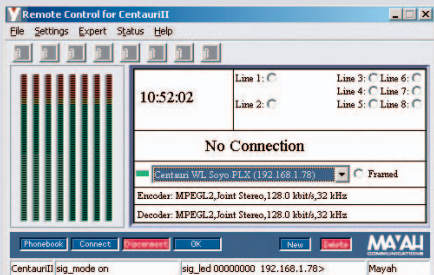 Remote Control for CentauriII
File Settings Expert Status Help
10:52:02
Line 1: Line 3: Line 6:
Line 4: Line 7:
Line 2: Line 5: Line 8:
No Connection
Centauri WL Soyo PLX (192.168.1.78) Framed
Encoder: MPEGL2,Joint Stereo,128.0 kbit/s,32 kHz
Decoder: MPEGL2,Joint Stereo,128.0 kbit/s,32 kHz
Phonebook Connect Disconnect OK New Delete MAYAH
COMMUNICATIONS
CentauriII sig_mode on sig_led 00000000 192.168.1.78> Mayah